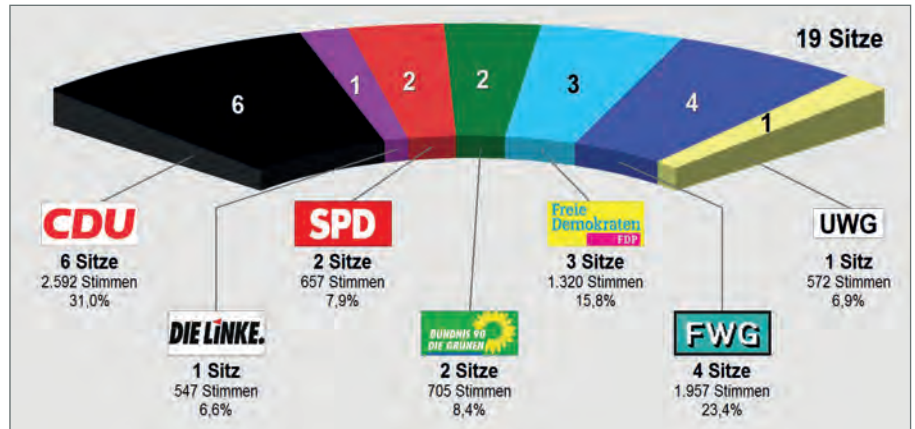 19 Sitze
6
1
2
2
3
4
1
CDU
6 Sitze
2.592 Stimmen
31,0%
DIE LINKE.
1 Sitz
547 Stimmen
6,6%
SPD
2 Sitze
657 Stimmen
7,9%
BÜNDNIS 90
DIE GRÜNEN
2 Sitze
705 Stimmen
8,4%
Freie
Demokraten
FDP
3 Sitze
1.320 Stimmen
15,8%
FWG
4 Sitze
1.957 Stimmen
23,4%
UWG
1 Sitz
572 Stimmen
6,9%